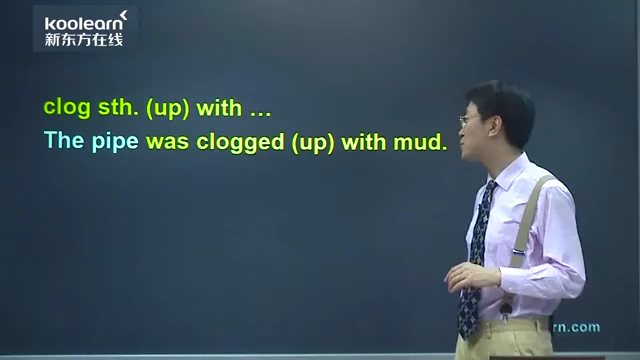 koolearn
新东方在线
clog sth. (up) with …
The pipe was clogged (up) with mud.
rn.com